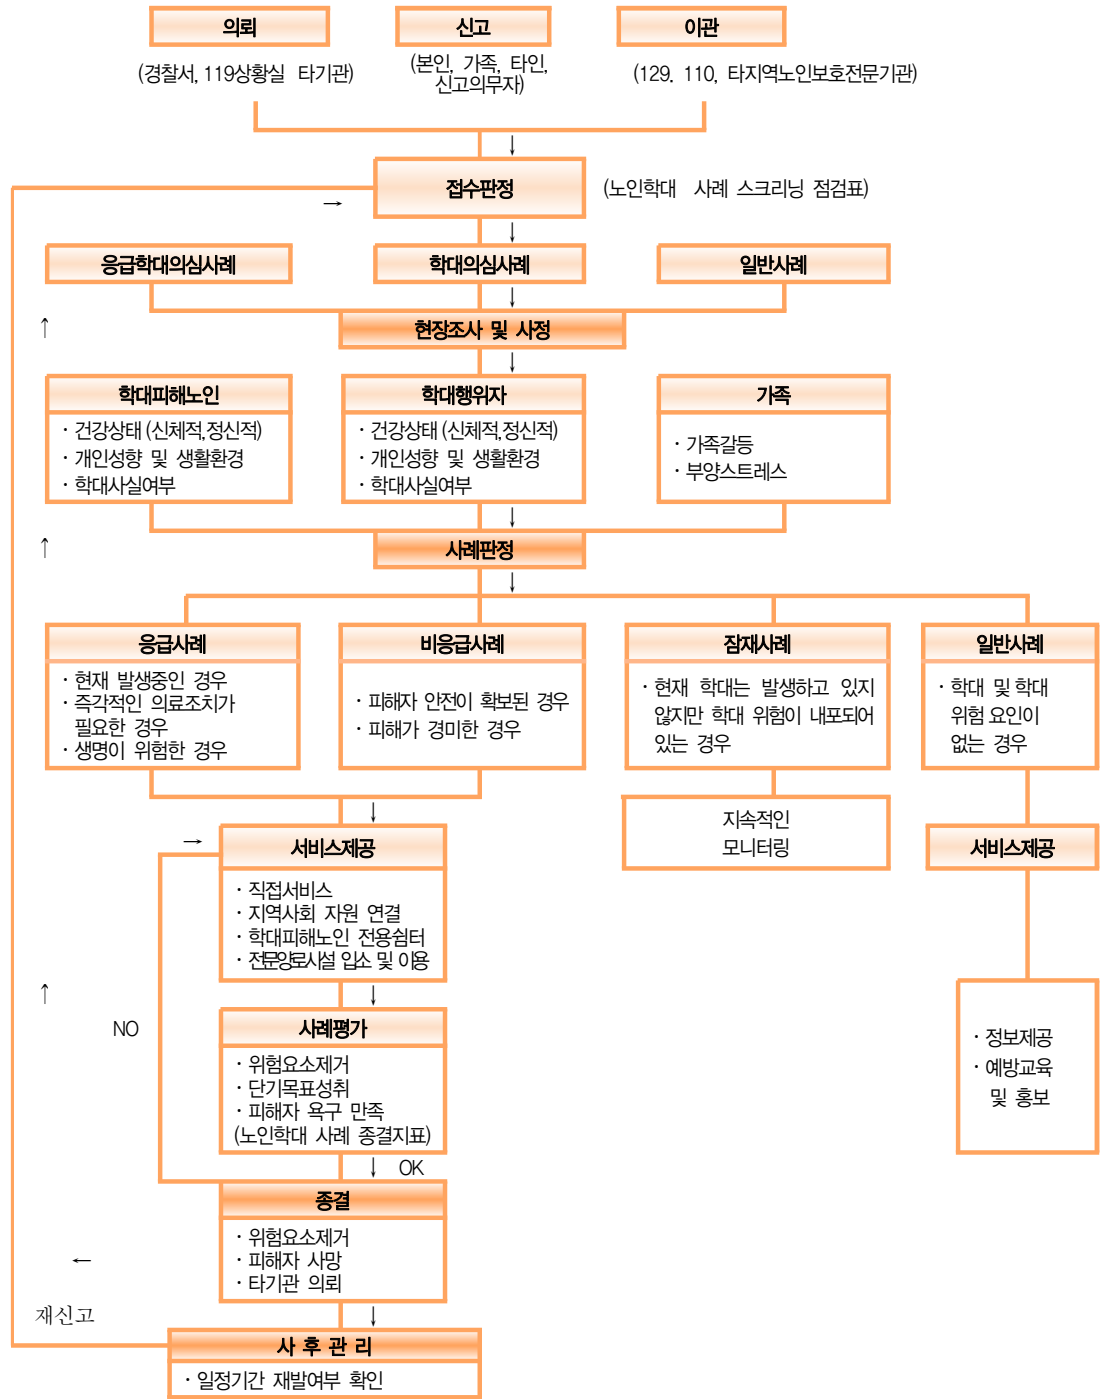 의뢰
신고
이관
(경찰서, 119상황실 타기관)
(본인, 가족, 타인,
신고의무자)
(129, 110, 타지역노인보호전문기관)
↓
접수판정
(노인학대 사례 스크리닝 점검표)
→
↓
응급학대의심사례
학대의심사례
일반사례
↓
↑
현장조사 및 사정
↓
학대피해노인
· 건강상태(신체적,정신적)
· 개인성향 및 생활환경
· 학대사실여부
학대행위자
· 건강상태(신체적,정신적)
· 개인성향 및 생활환경
· 학대사실여부
가족
· 가족갈등
· 부양스트레스
↓
↑
사례판정
↓
응급사례
· 현재 발생중인 경우
· 즉각적인 의료조치가
필요한 경우
· 생명이 위험한 경우
비응급사례
· 피해자 안전이 확보된 경우
· 피해가 경미한 경우
잠재사례
· 현재 학대는 발생하고 있지
않지만 학대 위험이 내포되어
있는 경우
일반사례
· 학대 및 학대
위험 요인이
없는 경우
↓
지속적인
모니터링
→
서비스제공
· 직접서비스
· 지역사회 자원 연결
· 학대피해노인 전용쉼터
· 전문양로시설 입소 및 이용
서비스제공
↓
↑
NO
사례평가
· 위험요소제거
· 단기목표성취
· 피해자 욕구 만족
(노인학대 사례 종결지표)
· 정보제공
· 예방교육
및 홍보
↓ OK
종결
· 위험요소제거
· 피해자 사망
· 타기관 의뢰
←
재신고
↓
사 후 관 리
· 일정기간 재발여부 확인